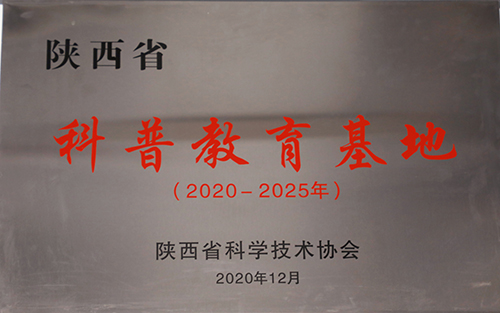 陕西省
科普教育基地
（2020－2025年）
陕西省科学技术协会
2020年12月